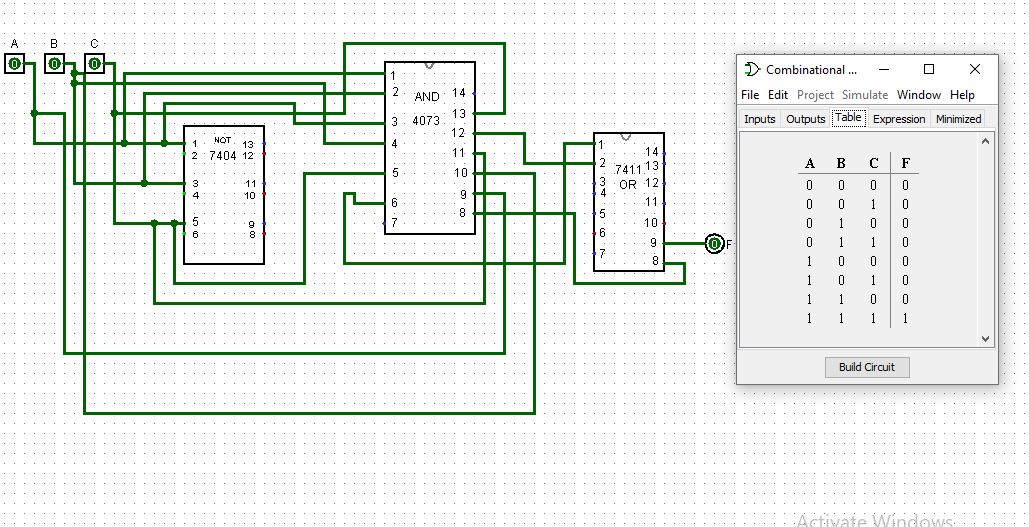 A B C
0 0 0
NOT
7404
1 13
2 12
3 11
4 10
5 9
6 8
AND
4073
1
2 14
3 13
4 12
5 11
6 10
7 9
8
7411
OR
1 14
2 13
3 12
4 11
5 10
6 9
7 8
0 F
Combinational ...
File Edit Project Simulate Window Help
Inputs Outputs Table Expression Minimized
A B C F
0 0 0 0
0 0 1 0
0 1 0 0
0 1 1 0
1 0 0 0
1 0 1 0
1 1 0 0
1 1 1 1
Build Circuit
Activate Windows